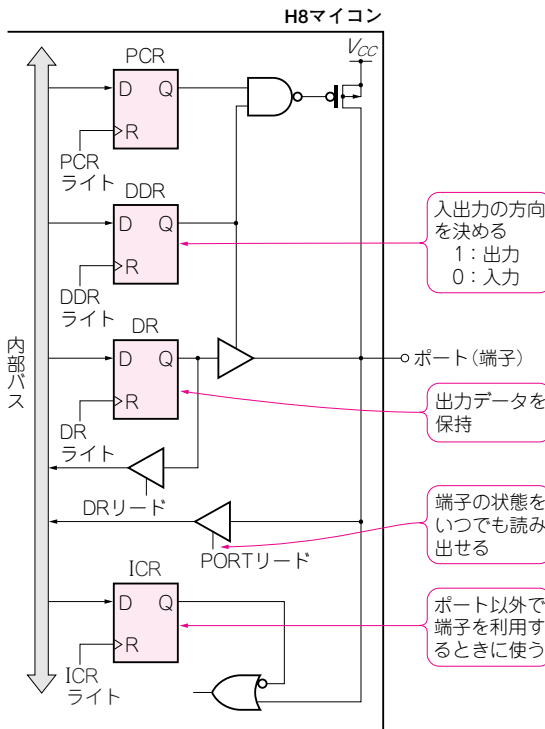 H8マイコン
PCR
VCC
D Q
R
PCR
ライト
DDR
D Q
R
DDR
ライト
入出力の方向
を決める
1：出力
0：入力
内部バス
DR
D Q
R
DR
ライト
ポート(端子)
出力データを
保持
DRリード
PORTリード
端子の状態を
いつでも読み
出せる
ICR
D Q
R
ICR
ライト
ポート以外で
端子を利用す
るときに使う